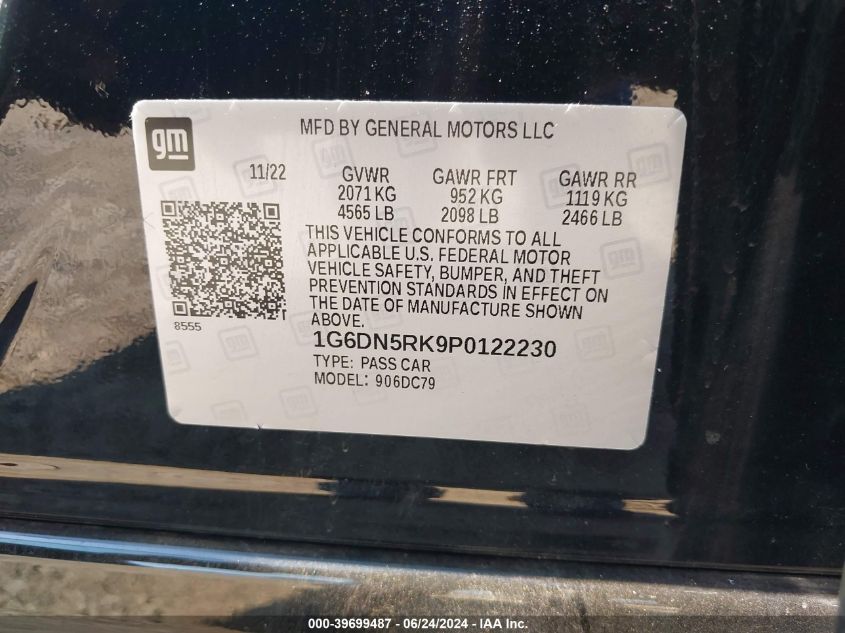 gm
MFD BY GENERAL MOTORS LLC
11/22
GVWR GAWR FRT GAWR RR
2071 KG 952 KG 1119 KG
4565 LB 2098 LB 2466 LB
THIS VEHICLE CONFORMS TO ALL
APPLICABLE U.S. FEDERAL MOTOR
VEHICLE SAFETY, BUMPER, AND THEFT
PREVENTION STANDARDS IN EFFECT ON
THE DATE OF MANUFACTURE SHOWN
ABOVE.
8555
1G6DN5RK9P0122230
TYPE: PASS CAR
MODEL: 906DC79
000-39699487 - 06/24/2024 - IAA Inc.